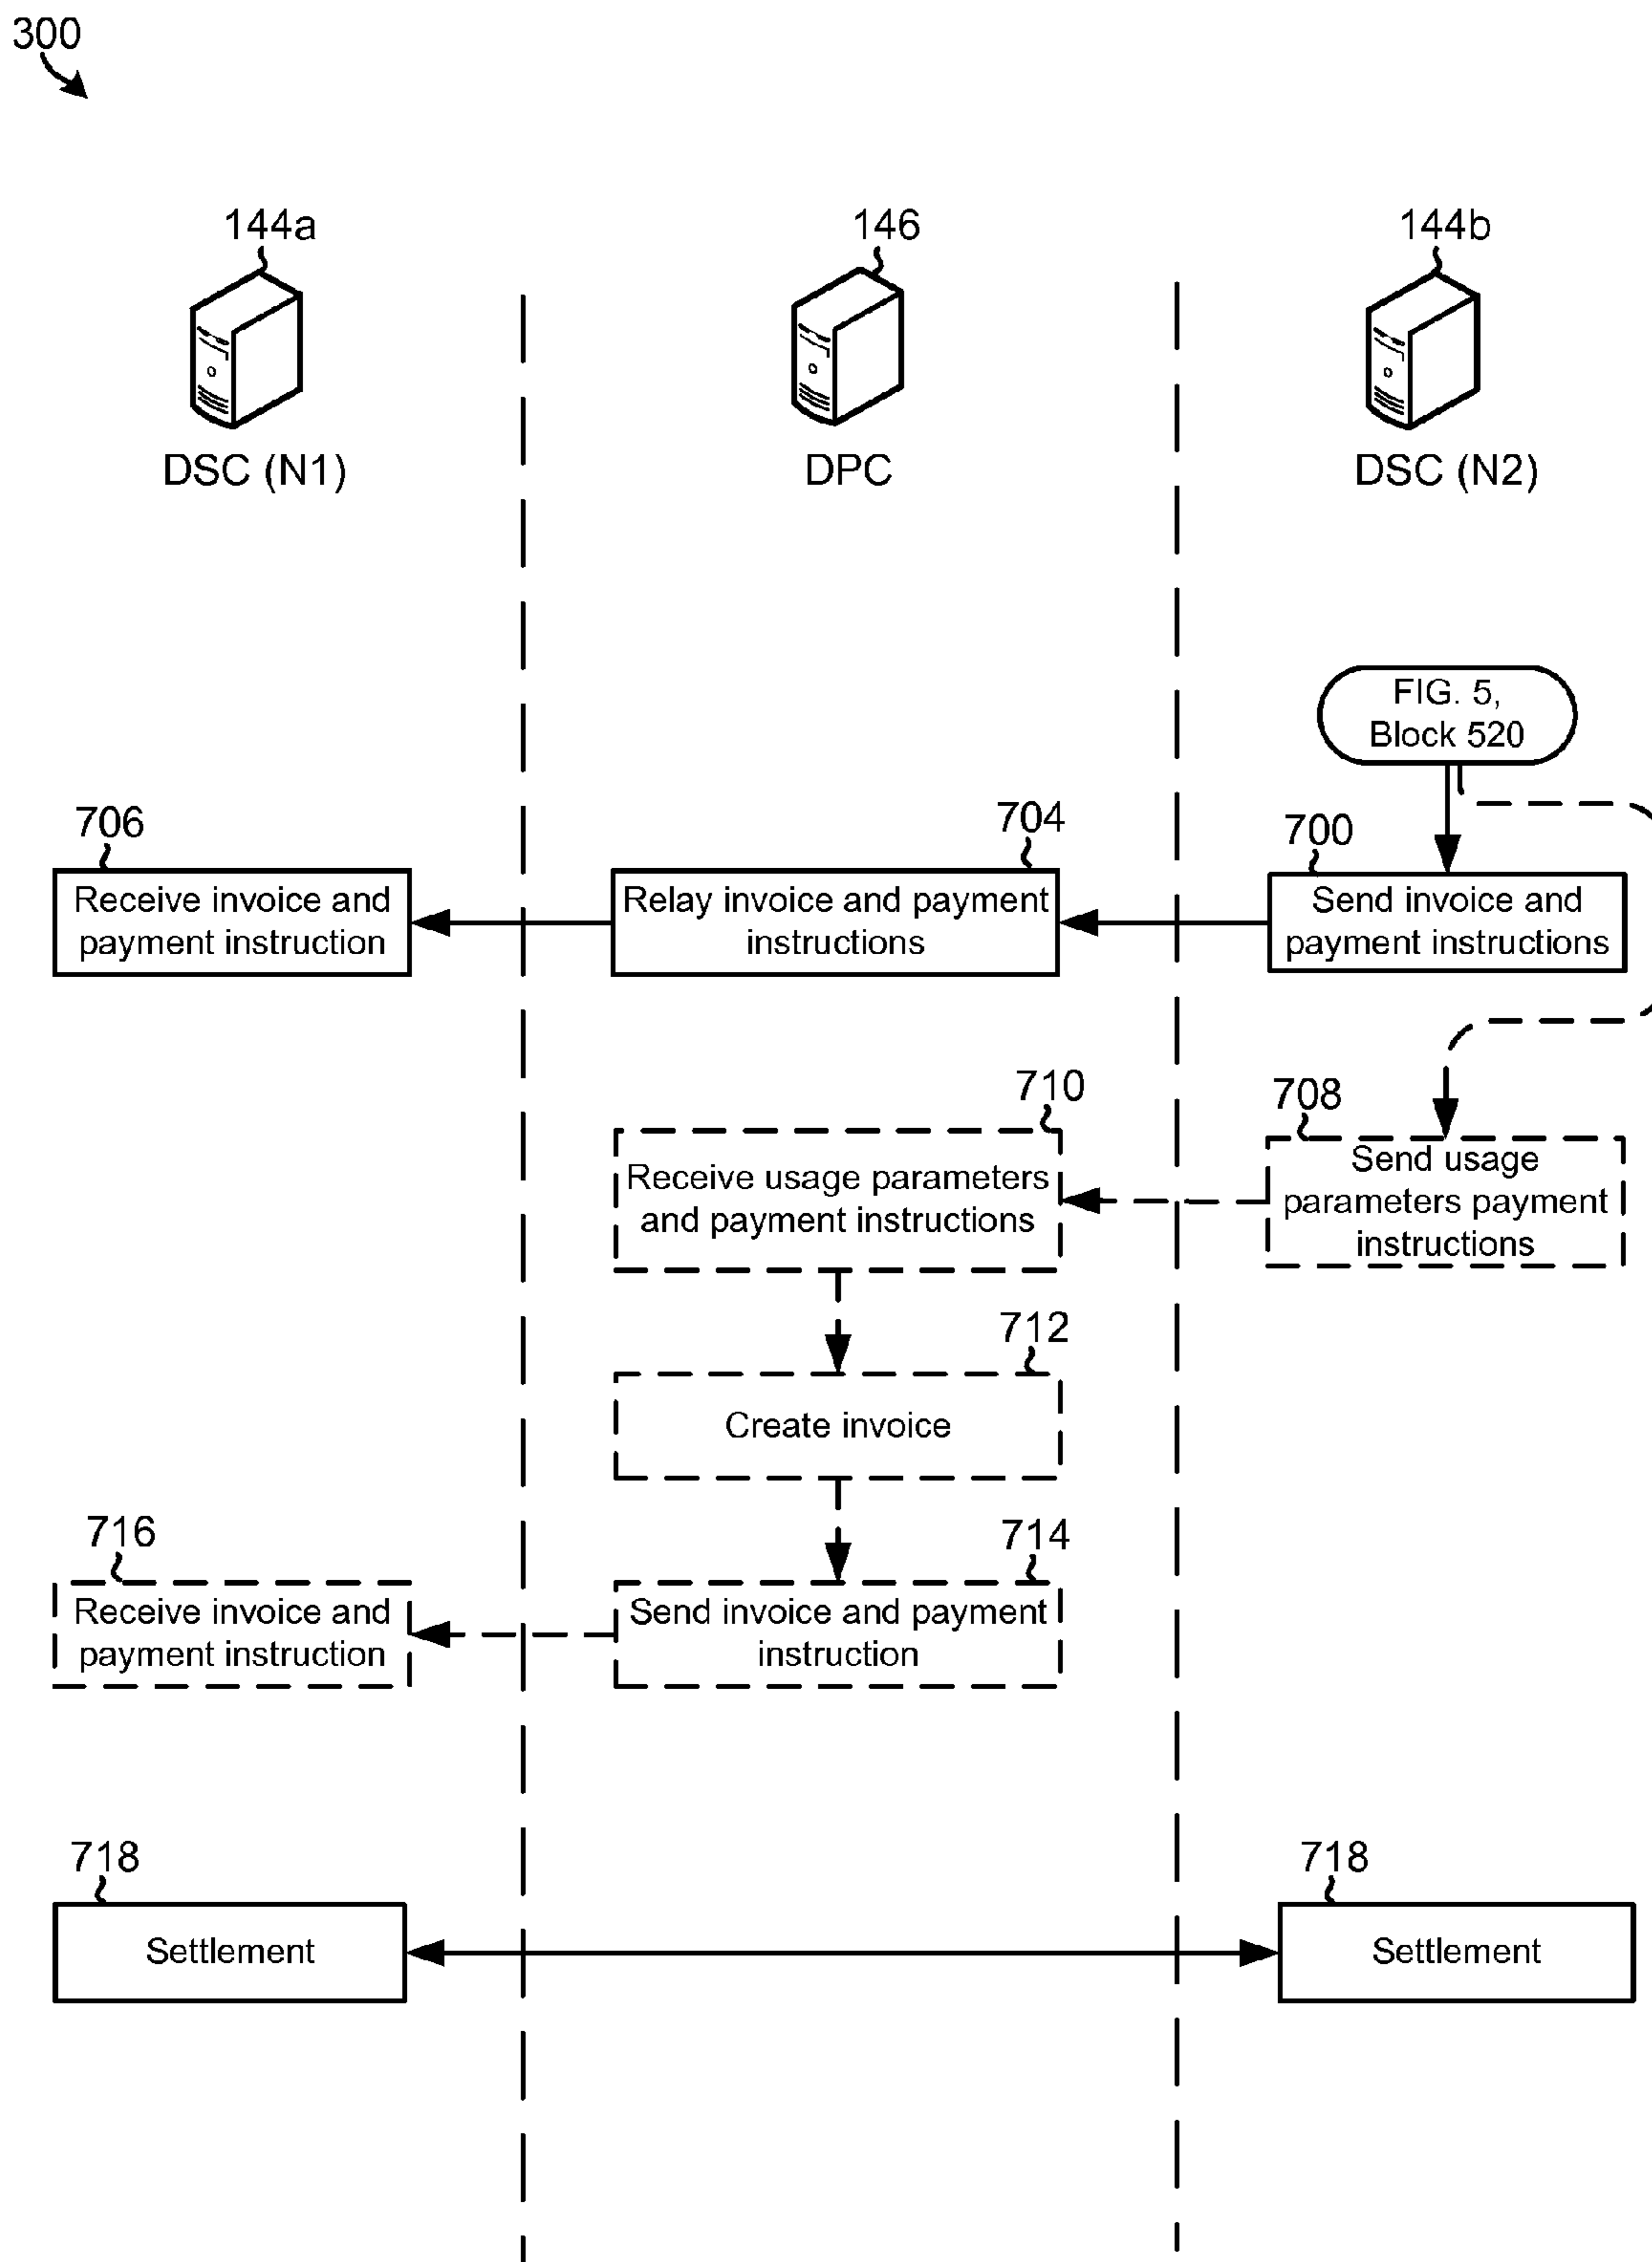 300
144a
146
144b
DSC (N1)
DPC
DSC (N2)
FIG. 5,
Block 520
706
704
700
Receive invoice and
payment instruction
Relay invoice and payment
instructions
Send invoice and
payment instructions
710
708
Receive usage parameters
and payment instructions
Send usage
parameters payment
instructions
712
Create invoice
716
714
Receive invoice and
payment instruction
Send invoice and payment
instruction
718
718
Settlement
Settlement